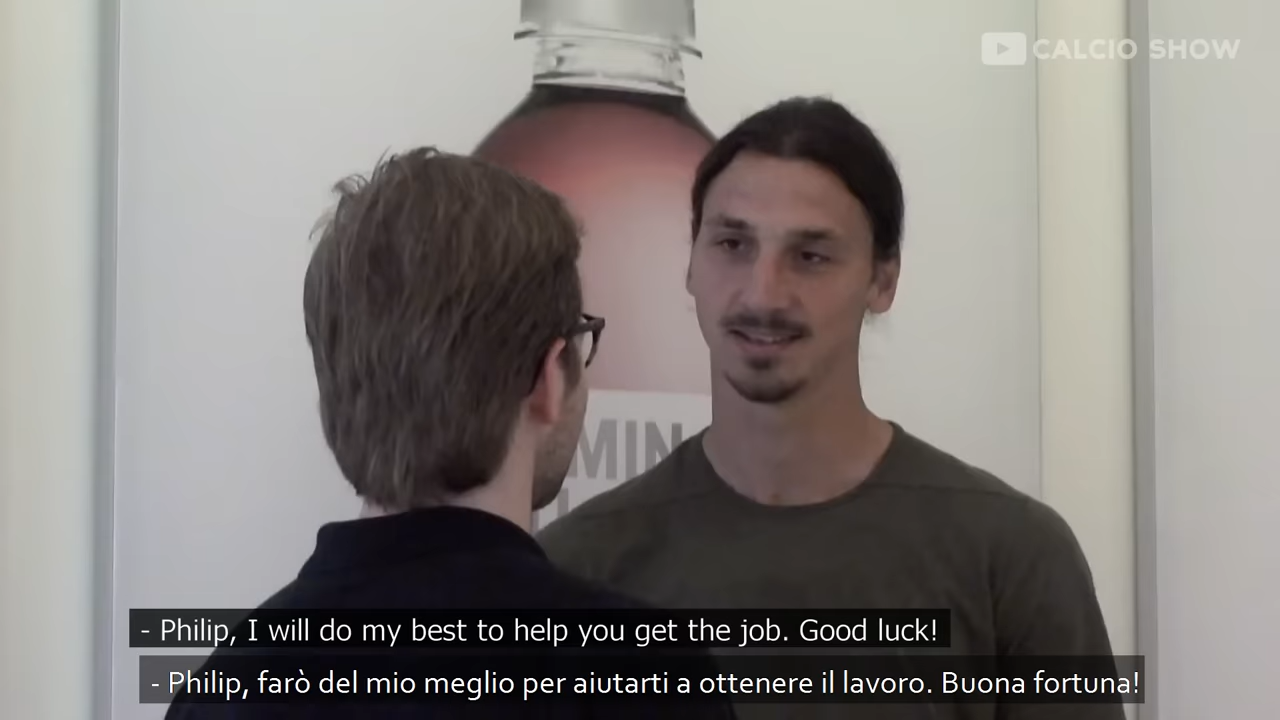 CALCIO SHOW
MIN
- Philip, I will do my best to help you get the job. Good luck!
- Philip, farò del mio meglio per aiutarti a ottenere il lavoro. Buona fortuna!